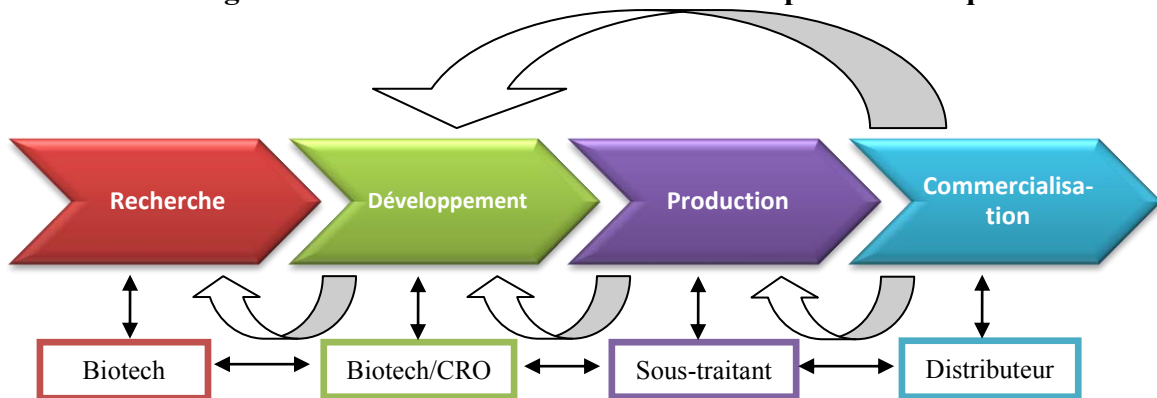 Recherche
Développement
Production
Commercialisa-
tion
Biotech
Biotech/CRO
Sous-traitant
Distributeur